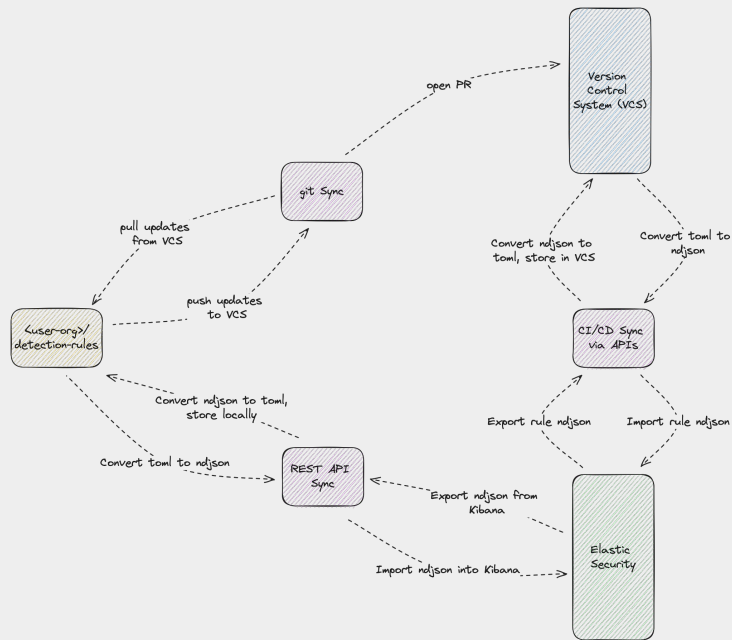 open PR
Version
Control
System (VCS)
git Sync
pull updates
from VCS
Convert ndjson to
toml, store in VCS
Convert toml to
ndjson
push updates
to VCS
<user-org>/
detection-rules
CI/CD Sync
via APIs
Convert ndjson to toml,
store locally
Export rule ndjson
Import rule ndjson
Convert toml to ndjson
REST API
Sync
Export ndjson from
Kibana
Elastic
Security
Import ndjson into Kibana